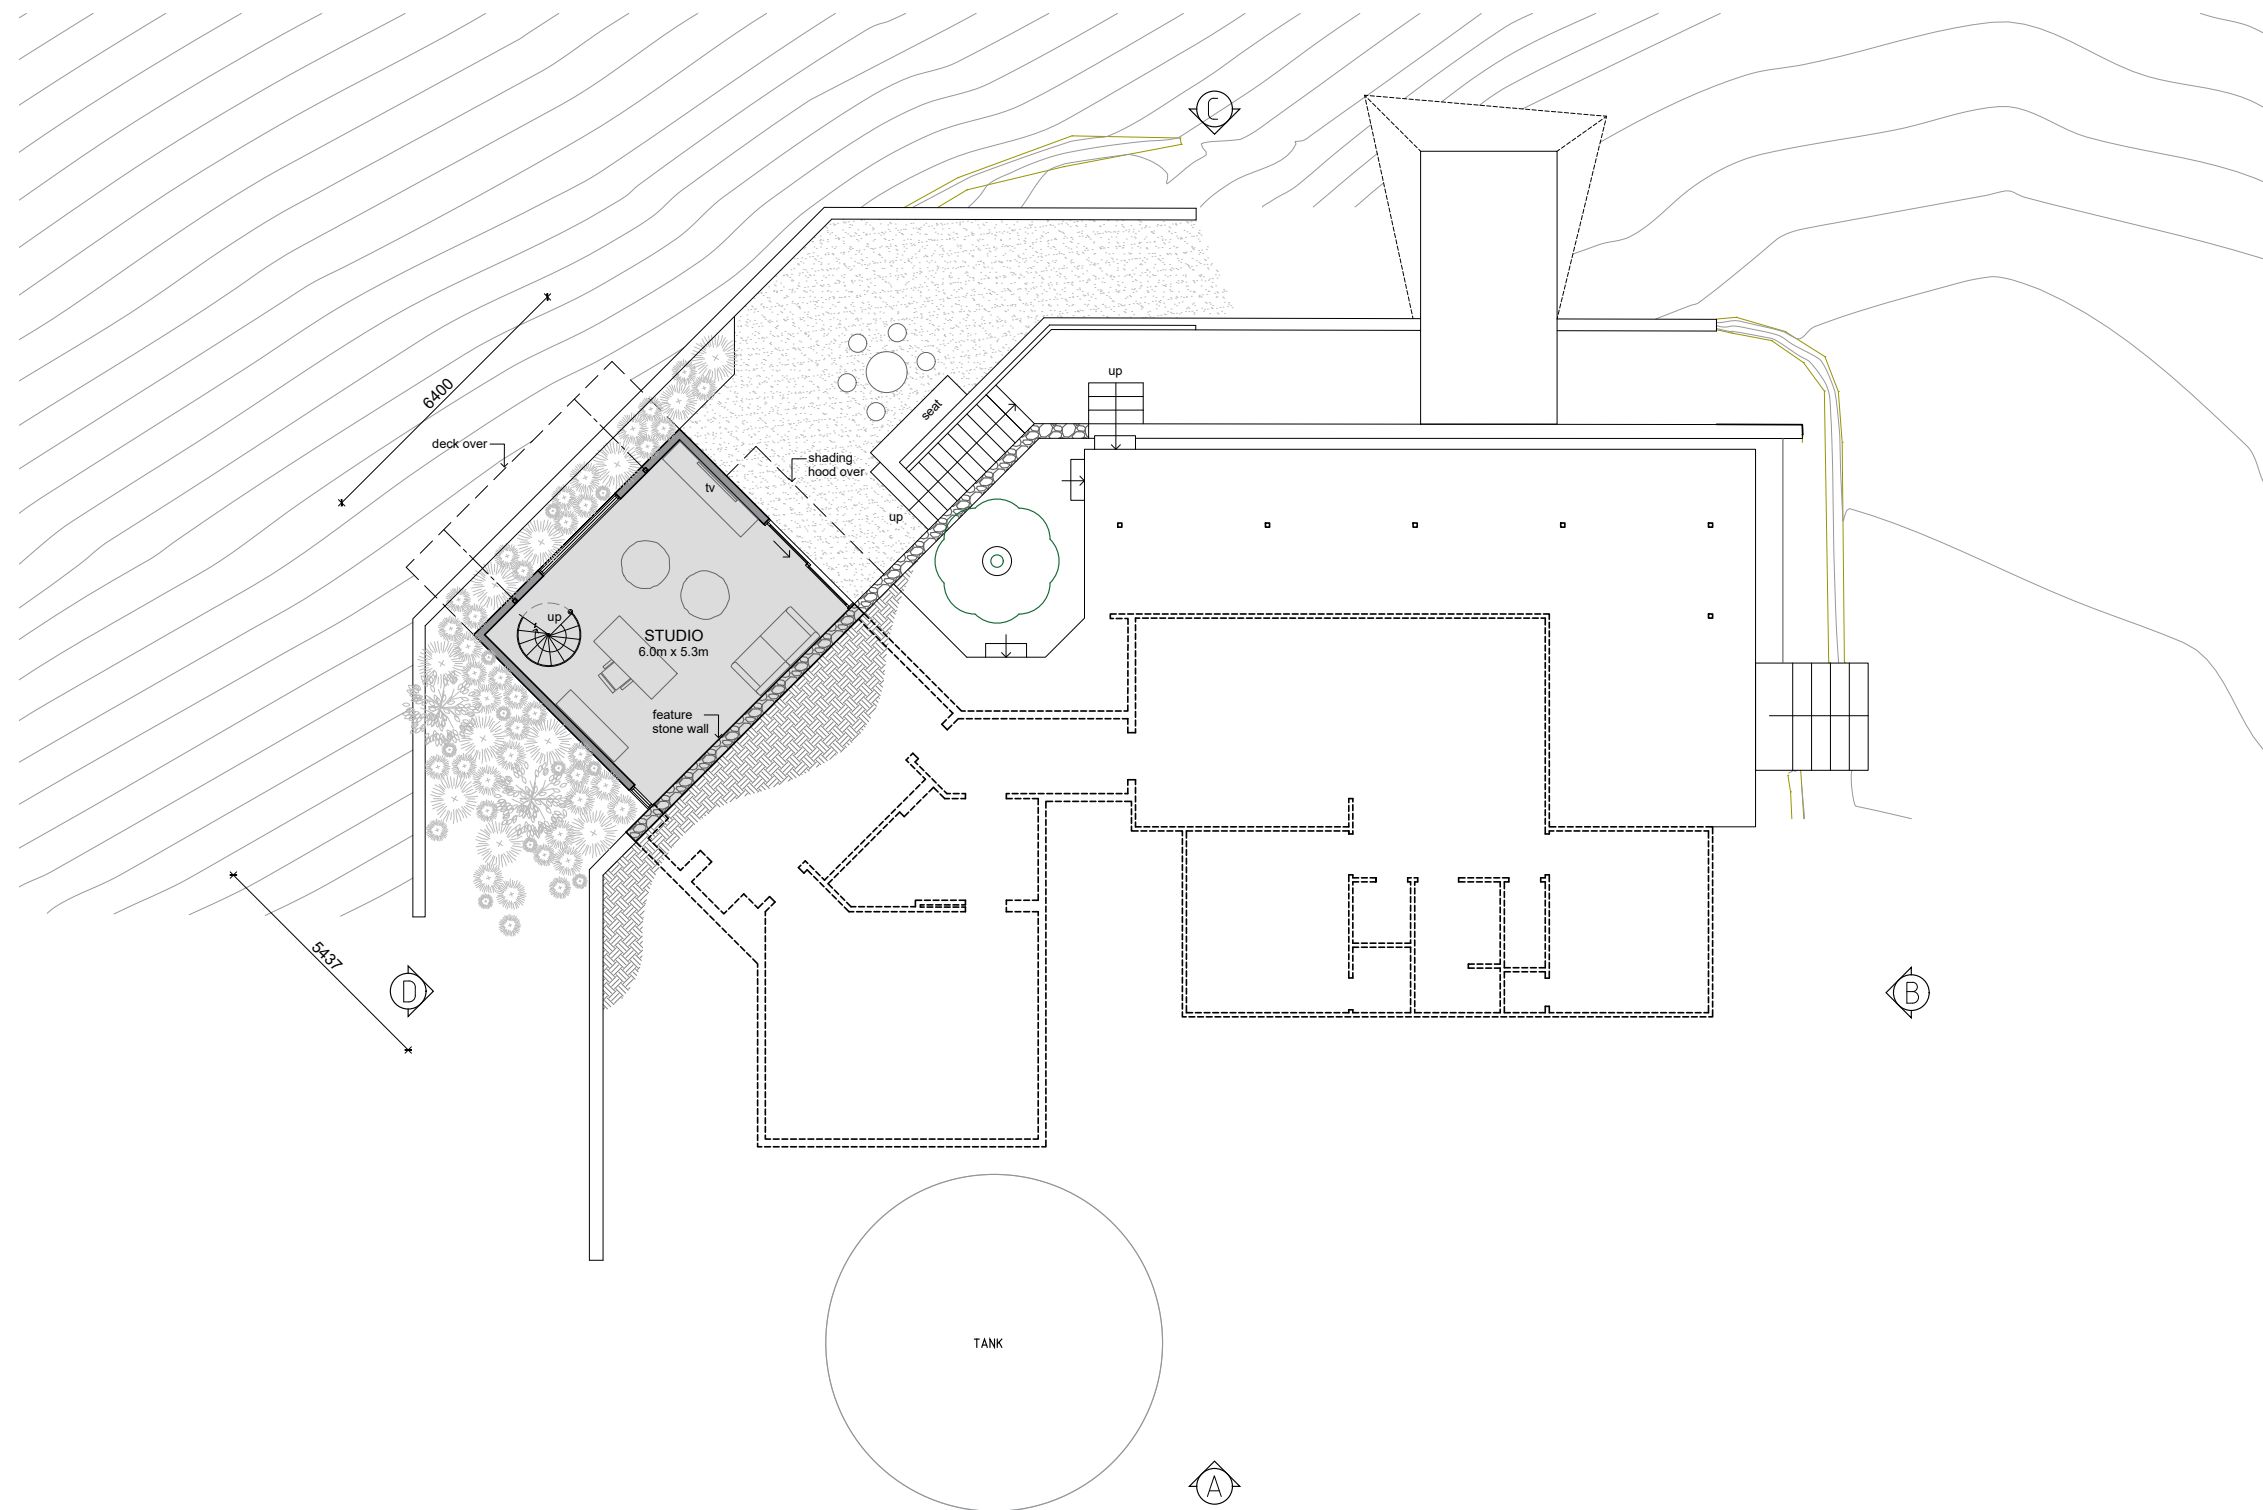 C
up
6400
seat
deck over
shading
hood over
tv
up
up
STUDIO
6.0m x 5.3m
feature
stone wall
5437
D
B
TANK
A